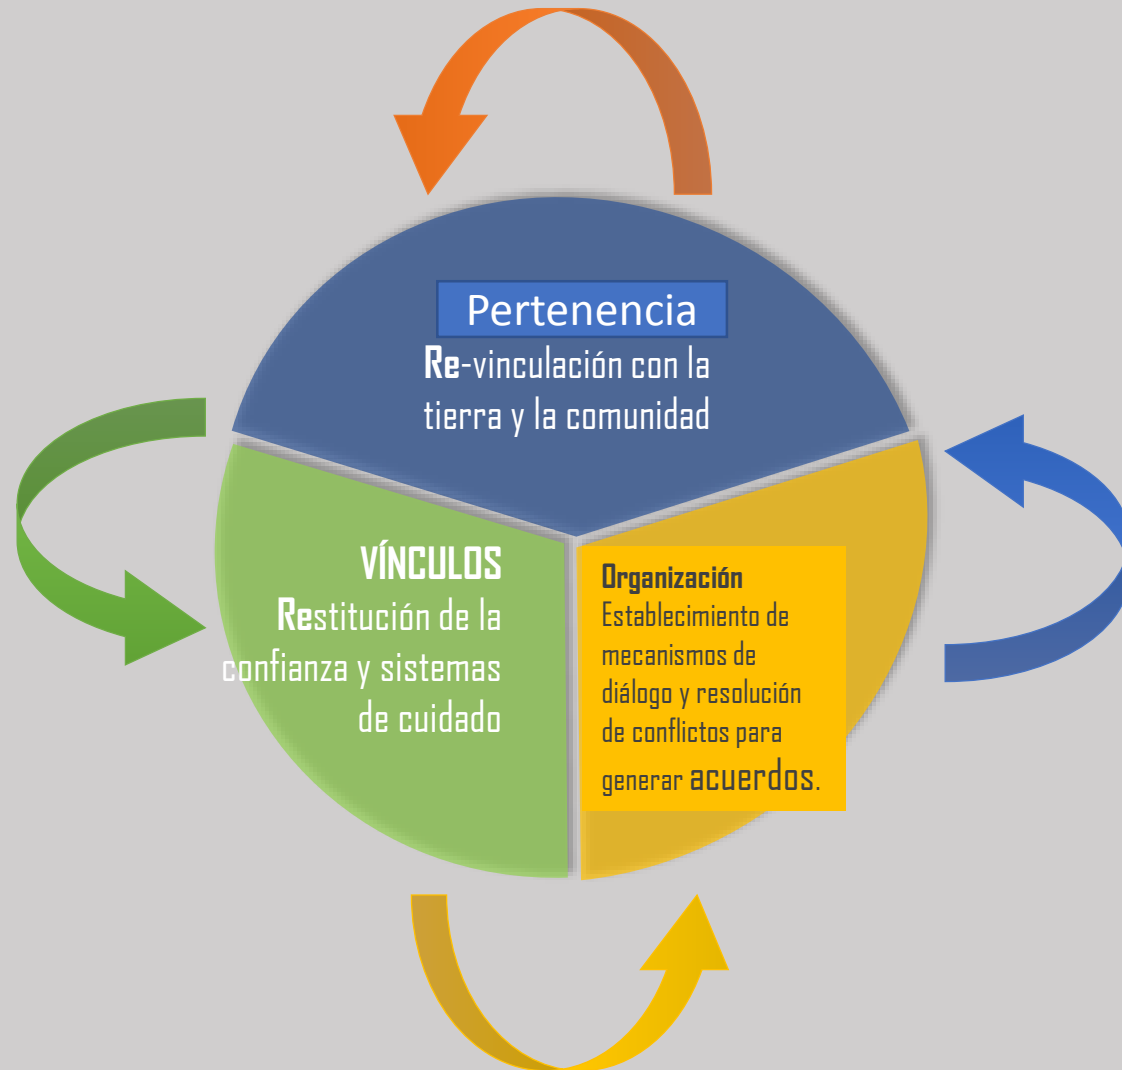 Pertenencia
Re-vinculación con la
tierra y la comunidad
VÍNCULOS
Restitución de la
confianza y sistemas
de cuidado
Organización
Establecimiento de
mecanismos de
diálogo y resolución
de conflictos para
generar acuerdos.